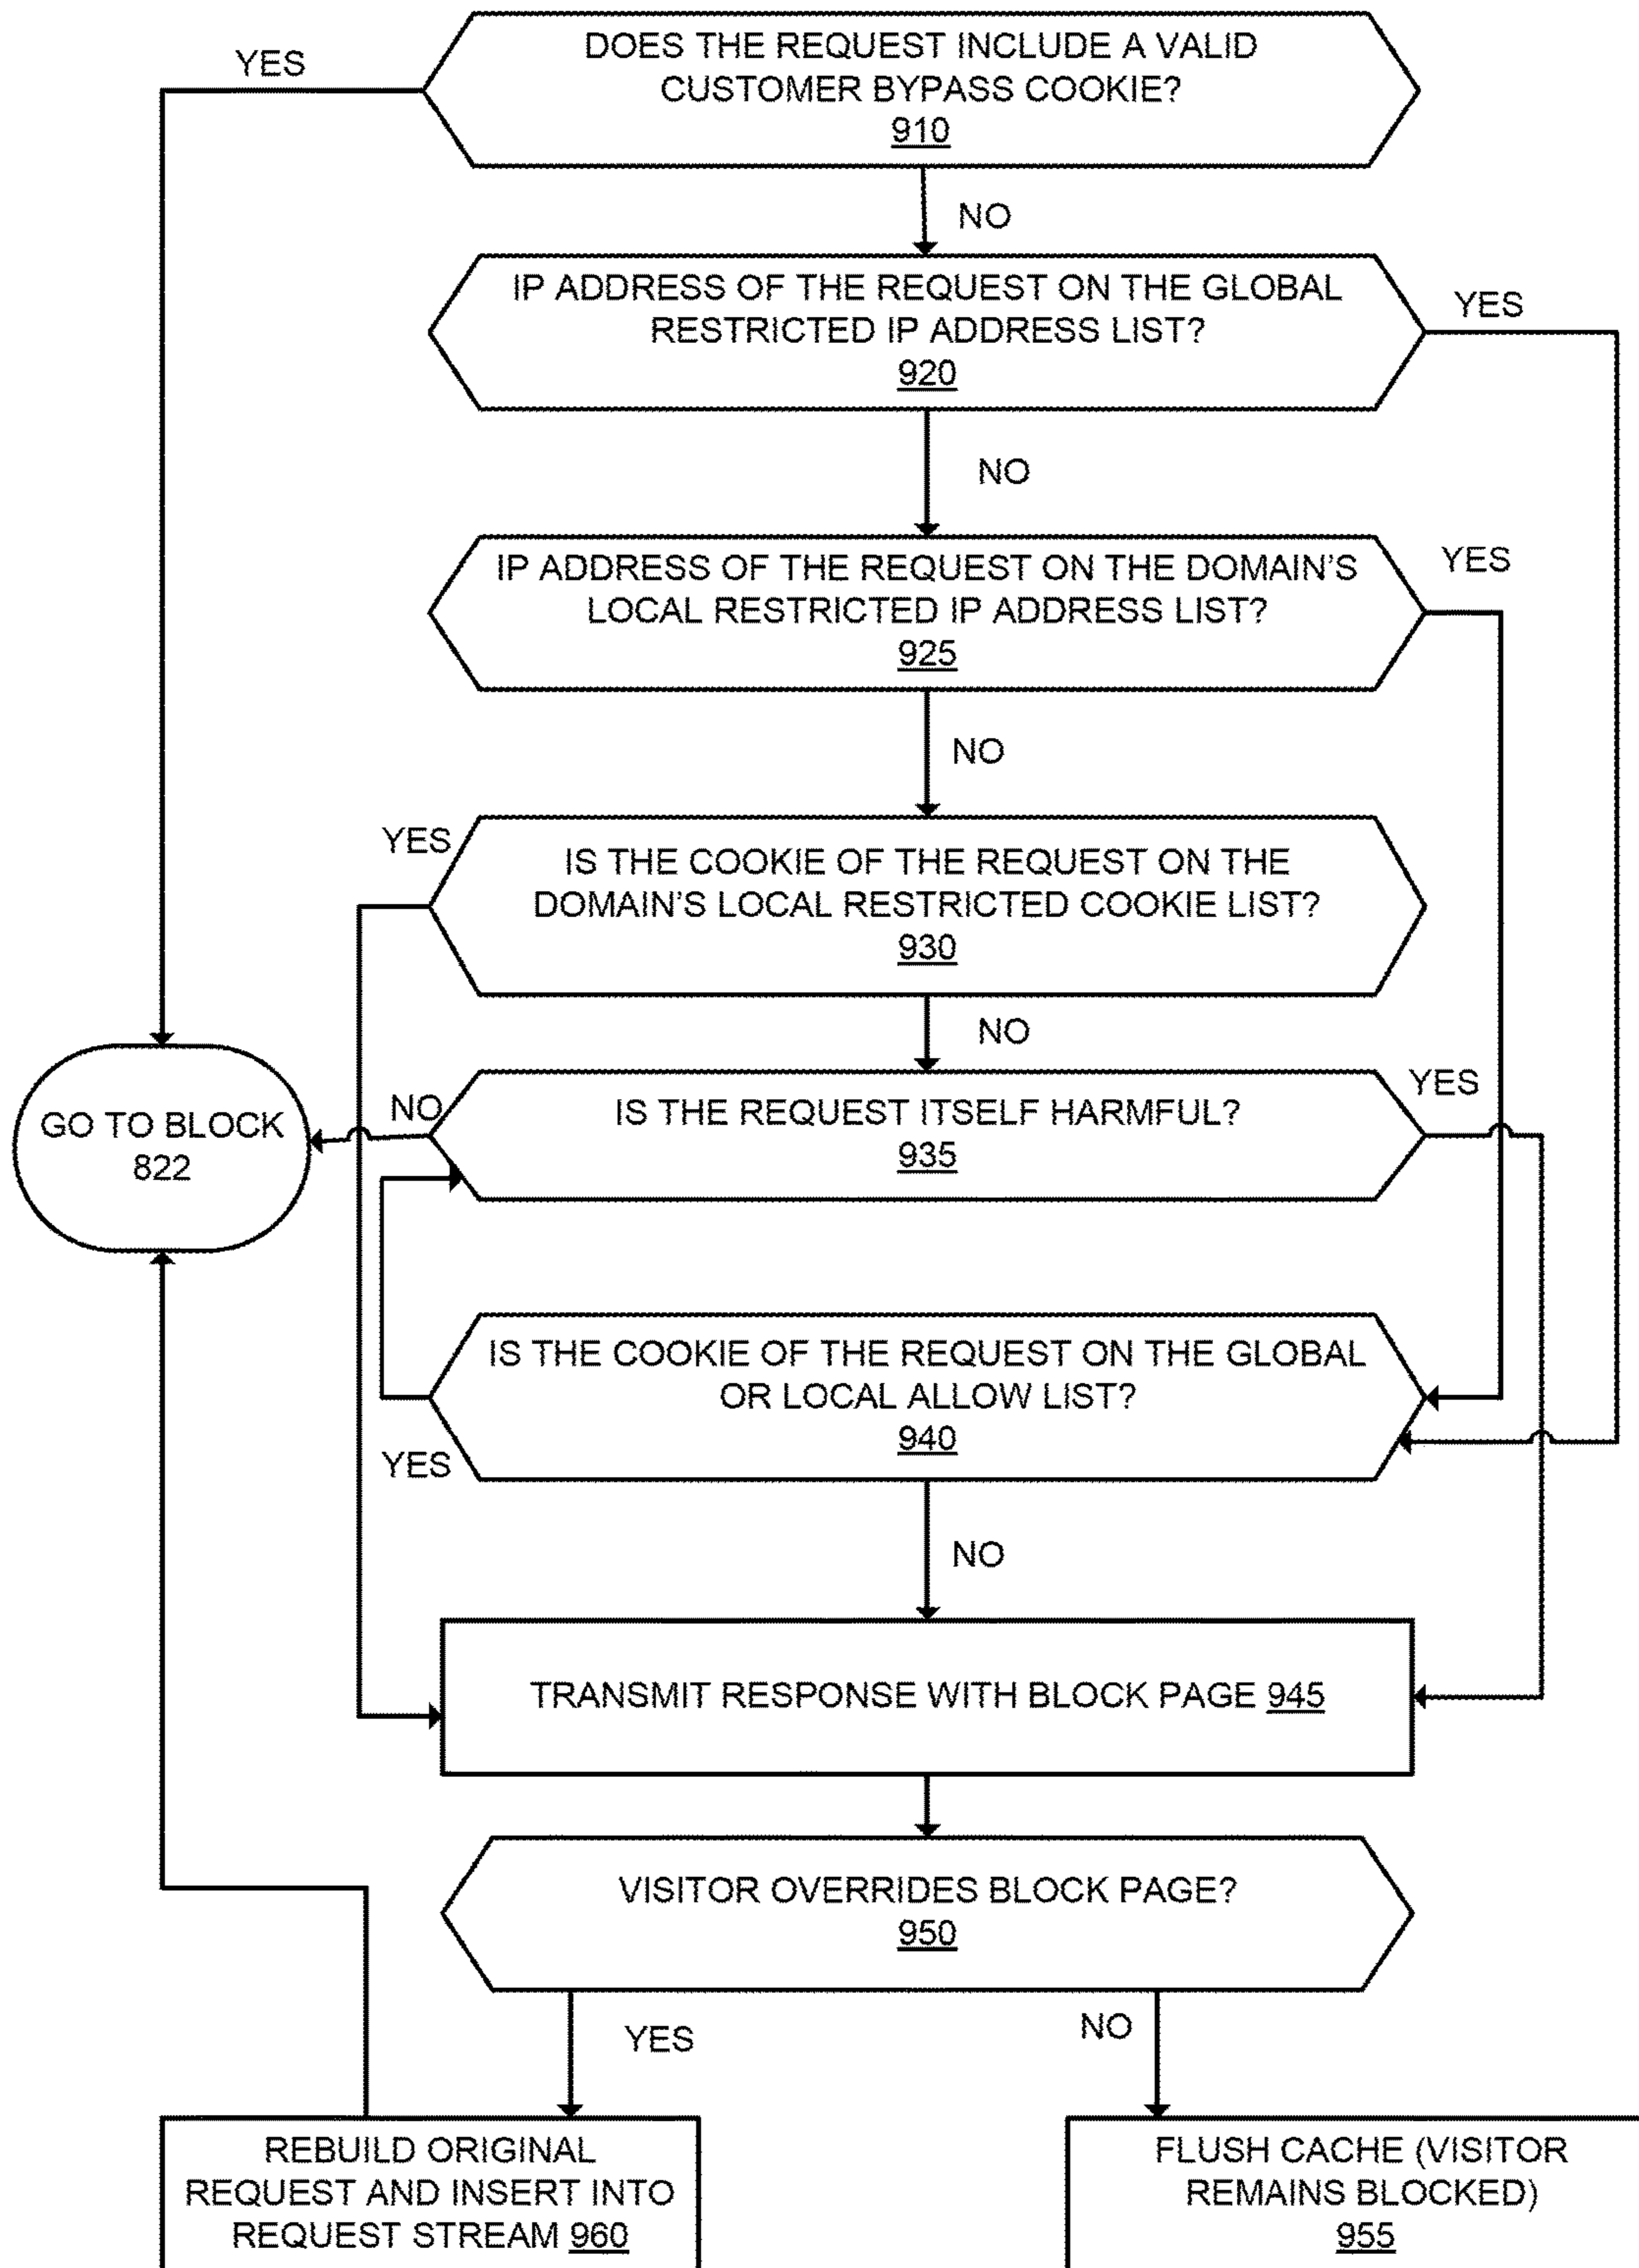 YES
DOES THE REQUEST INCLUDE A VALID
CUSTOMER BYPASS COOKIE?
910
NO
IP ADDRESS OF THE REQUEST ON THE GLOBAL
RESTRICTED IP ADDRESS LIST?
920
YES
NO
IP ADDRESS OF THE REQUEST ON THE DOMAIN'S
LOCAL RESTRICTED IP ADDRESS LIST?
925
YES
NO
YES
IS THE COOKIE OF THE REQUEST ON THE
DOMAIN'S LOCAL RESTRICTED COOKIE LIST?
930
NO
GO TO BLOCK
822
NO
IS THE REQUEST ITSELF HARMFUL?
935
YES
IS THE COOKIE OF THE REQUEST ON THE GLOBAL
OR LOCAL ALLOW LIST?
940
YES
NO
TRANSMIT RESPONSE WITH BLOCK PAGE 945
VISITOR OVERRIDES BLOCK PAGE?
950
YES
NO
REBUILD ORIGINAL
REQUEST AND INSERT INTO
REQUEST STREAM 960
FLUSH CACHE (VISITOR
REMAINS BLOCKED)
955